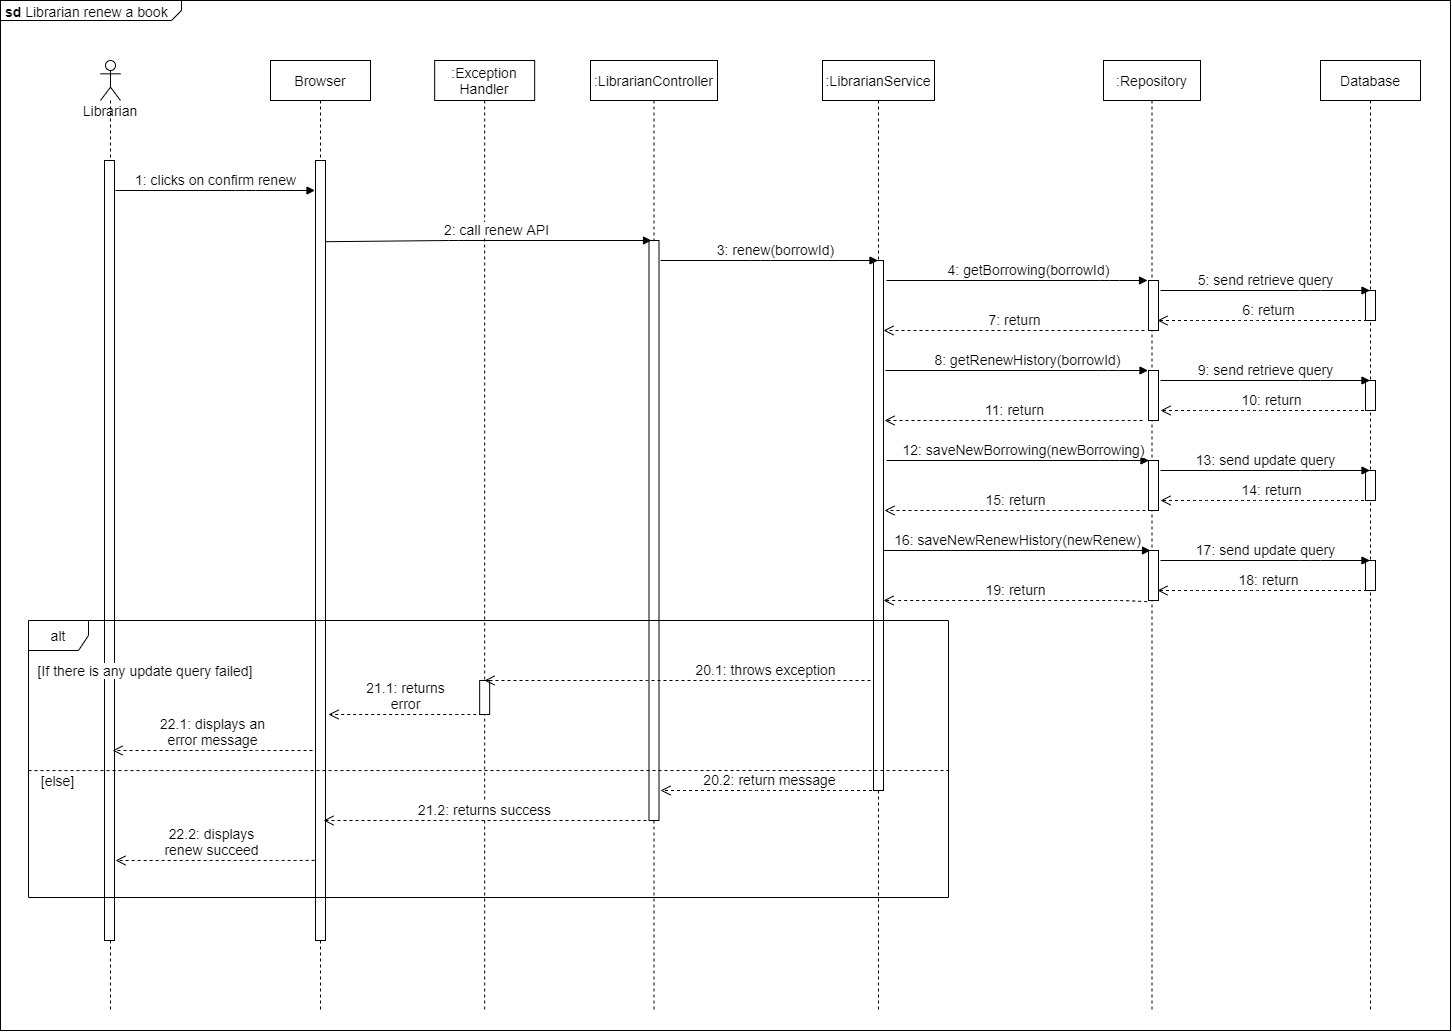 sd Librarian renew a book
Librarian
Browser
:Exception
Handler
:LibrarianController
:LibrarianService
:Repository
Database
1: clicks on confirm renew
2: call renew API
3: renew(borrowId)
4: getBorrowing(borrowId)
5: send retrieve query
6: return
7: return
8: getRenewHistory(borrowId)
9: send retrieve query
10: return
11: return
12: saveNewBorrowing(newBorrowing)
13: send update query
14: return
15: return
16: saveNewRenewHistory(newRenew)
17: send update query
18: return
19: return
alt
[If there is any update query failed]
20.1: throws exception
21.1: returns
error
22.1: displays an
error message
[else]
20.2: return message
21.2: returns success
22.2: displays
renew succeed